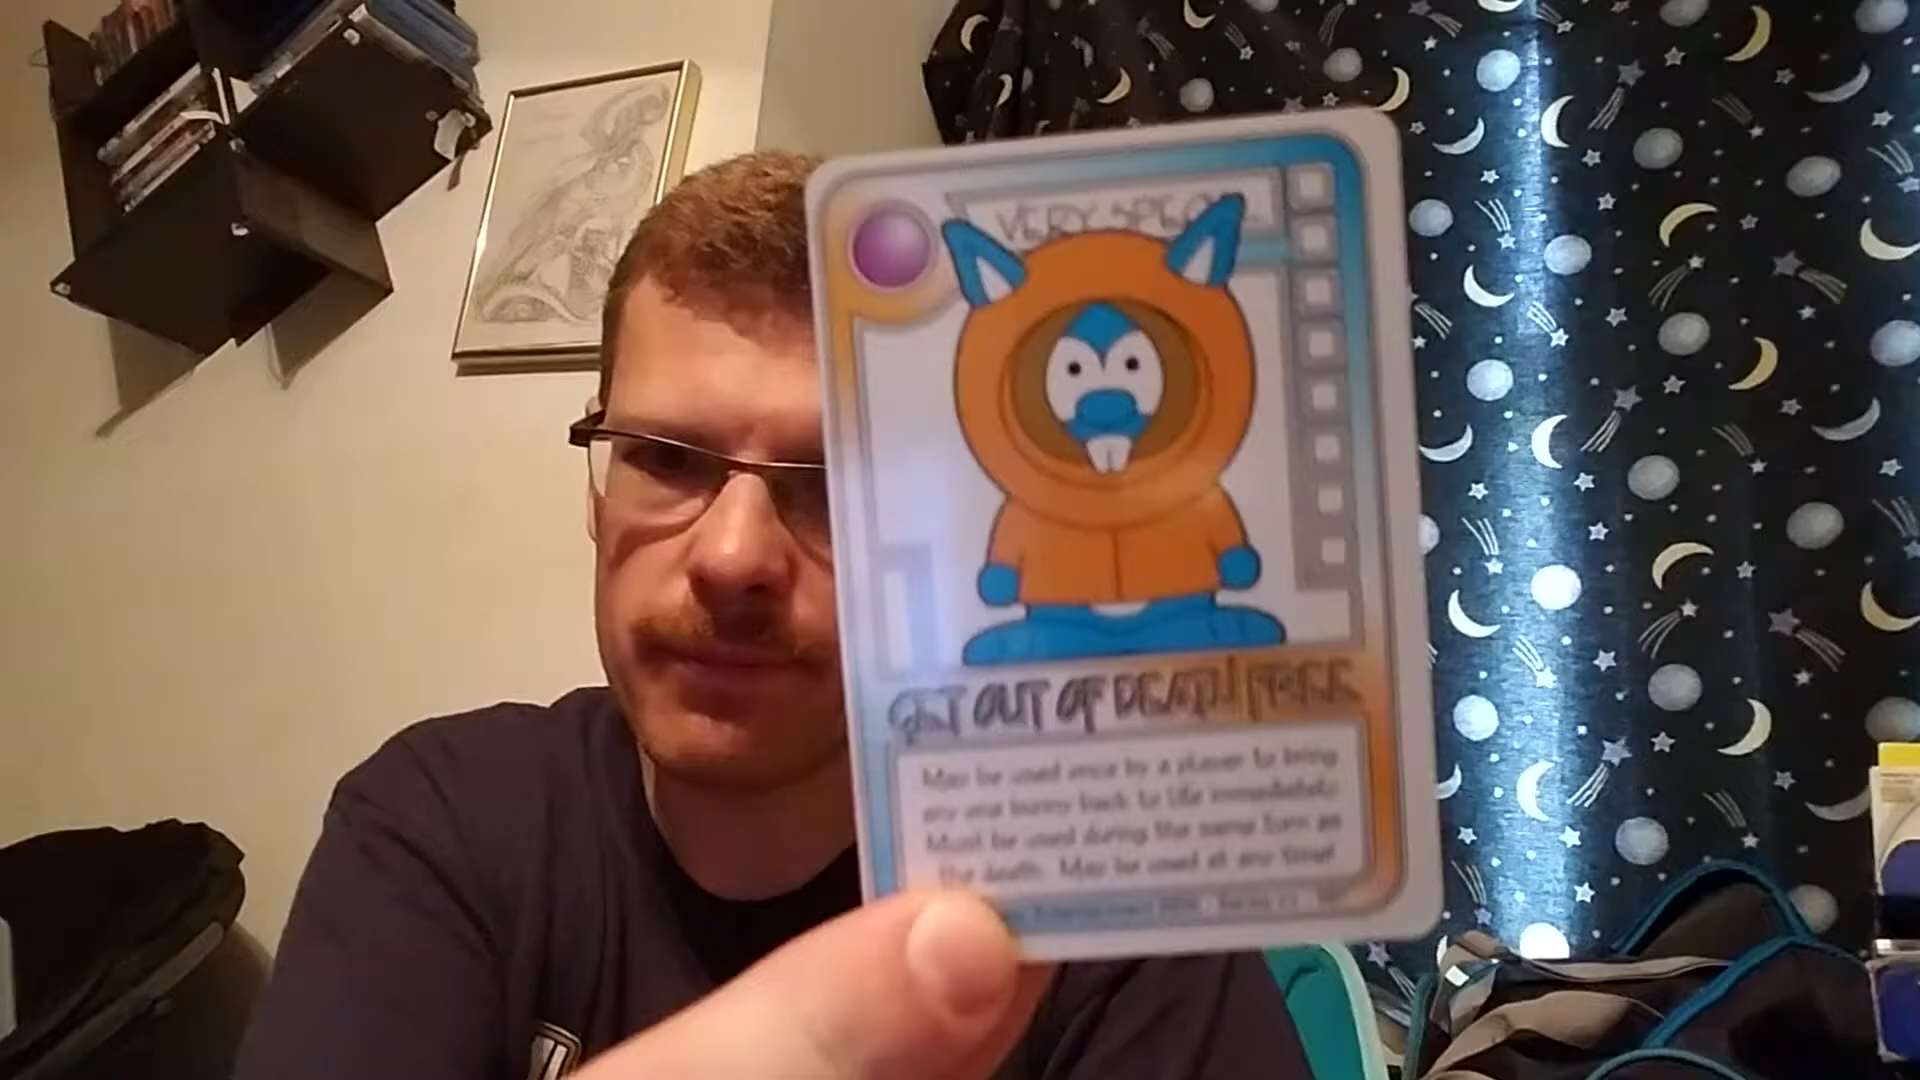 VERY SPECIAL
GET OUT OF DEATH FREE
May be used once by a player to bring
any one bunny back to life immediately.
Must be used during the same turn as
the death. May be used at any time!
Entertainment